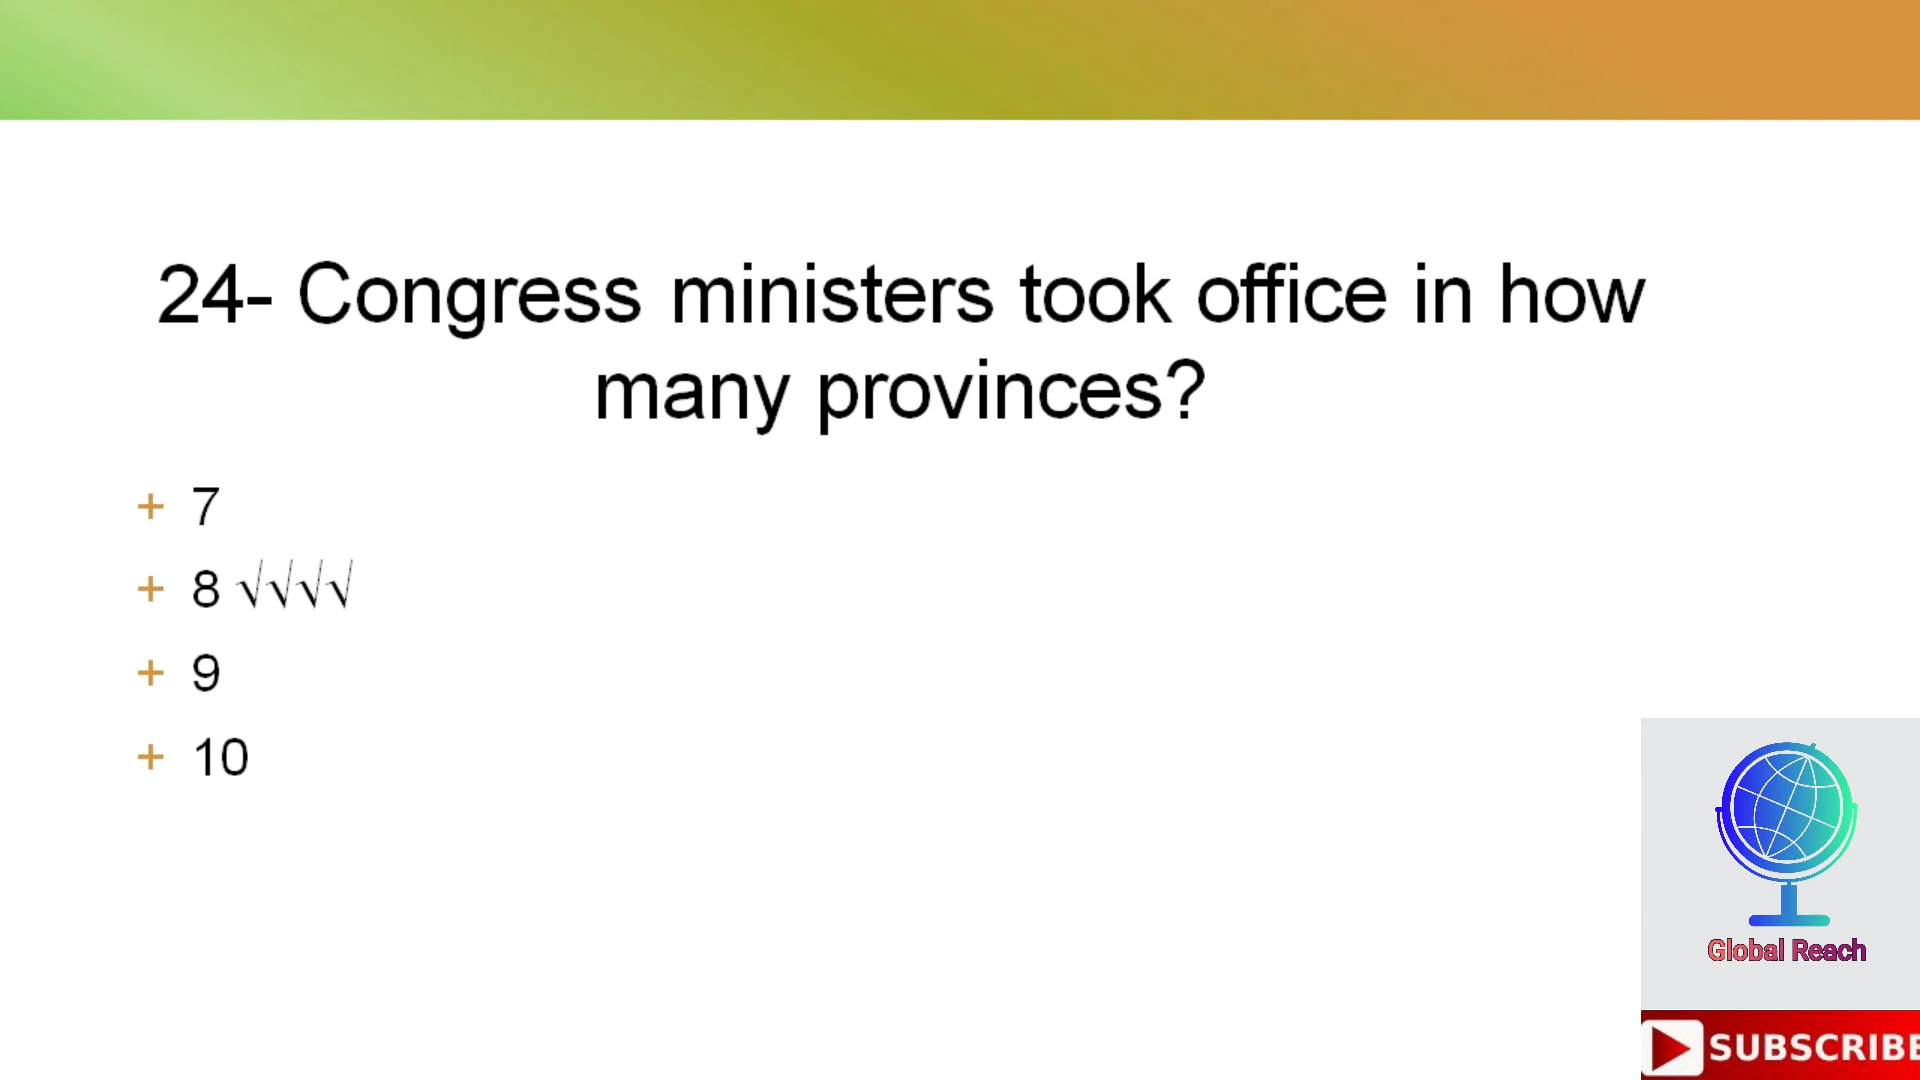 24- Congress ministers took office in how
many provinces?
+ 7
+ 8 √√√√
+ 9
+ 10
Global Reach
SUBSCRIBE